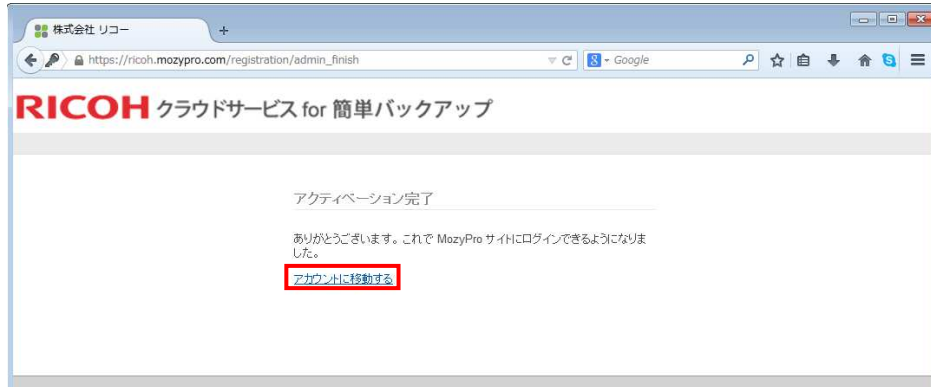 株式会社 リコー
https://ricoh.mozypro.com/registration/admin_finish
Google
RICOH クラウドサービス for 簡単バックアップ
アクティベーション完了
ありがとうございます。これで MozyPro サイトにログインできるようになりま
した。
アカウントに移動する